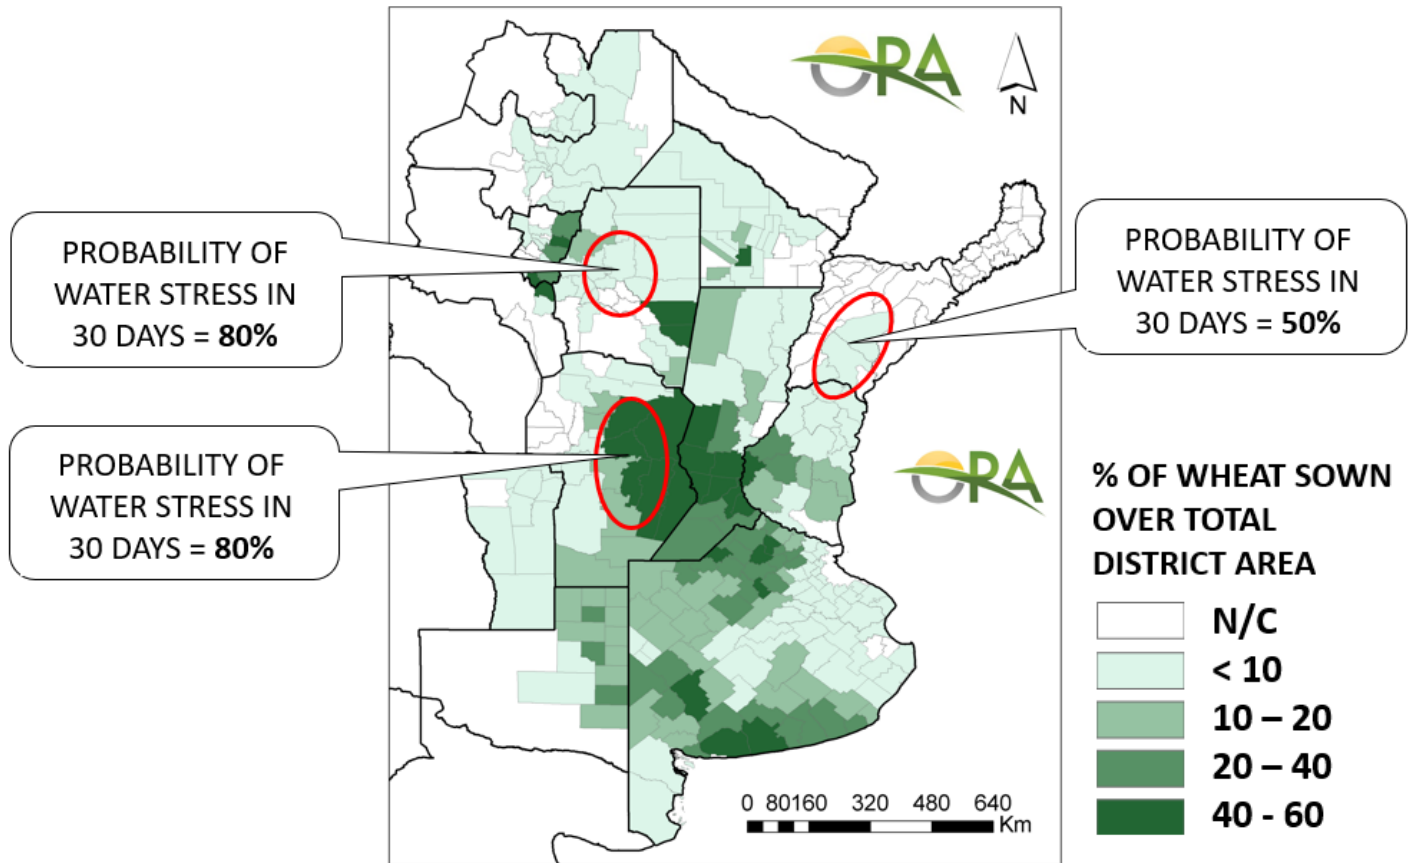 ORA
N
PROBABILITY OF
WATER STRESS IN
30 DAYS = 80%
PROBABILITY OF
WATER STRESS IN
30 DAYS = 50%
PROBABILITY OF
WATER STRESS IN
30 DAYS = 80%
ORA
% OF WHEAT SOWN
OVER TOTAL
DISTRICT AREA
N/C
< 10
10 – 20
20 – 40
40 - 60
0 80 160 320 480 640
Km